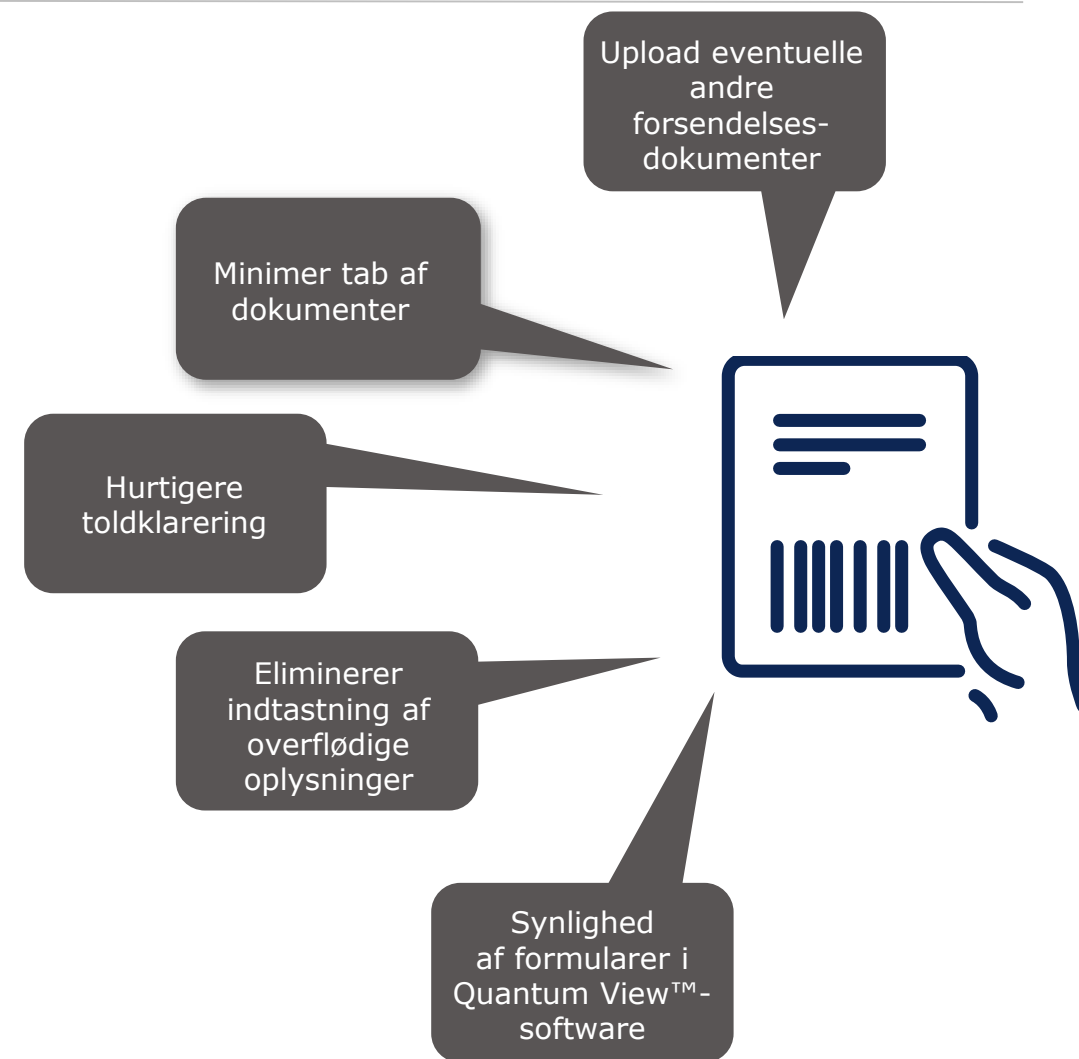 Upload eventuelle
andre
forsendelses-
dokumenter
Minimer tab af
dokumenter
Hurtigere
toldklarering
Eliminerer
indtastning af
overflødige
oplysninger
Synlighed
af formularer i
Quantum View™-
software